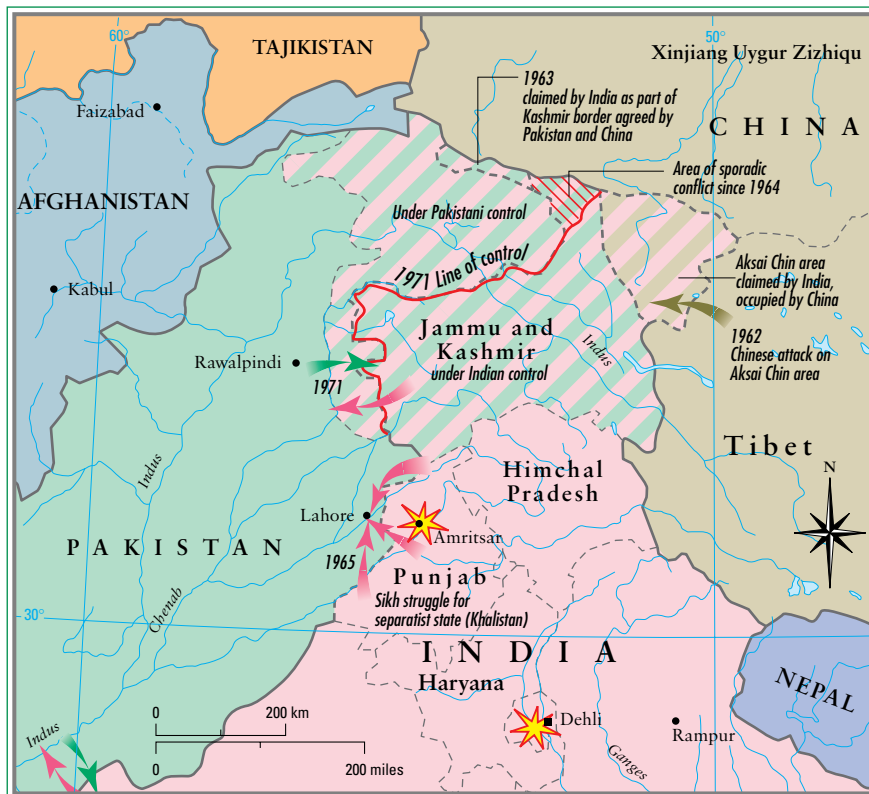 60°
TAJIKISTAN
50°
Xinjiang Uygur Zizhiqu
Faizabad
1963
claimed by India as part of
Kashmir border agreed by
Pakistan and China
CHINA
Area of sporadic
conflict since 1964
AFGHANISTAN
Under Pakistani control
Kabul
1971 Line of control
Aksai Chin area
claimed by India,
occupied by China
Jammu and
Kashmir
under Indian control
Indus
1962
Chinese attack on
Aksai Chin area
Rawalpindi
1971
Tibet
N
Himchal
Pradesh
Indus
Lahore
Amritsar
PAKISTAN
1965
Punjab
Sikh struggle for
separatist state (Khalistan)
Chenab
30°
INDIA
Haryana
NEPAL
0
200 km
Dehli
Rampur
Indus
Ganges
0
200 miles